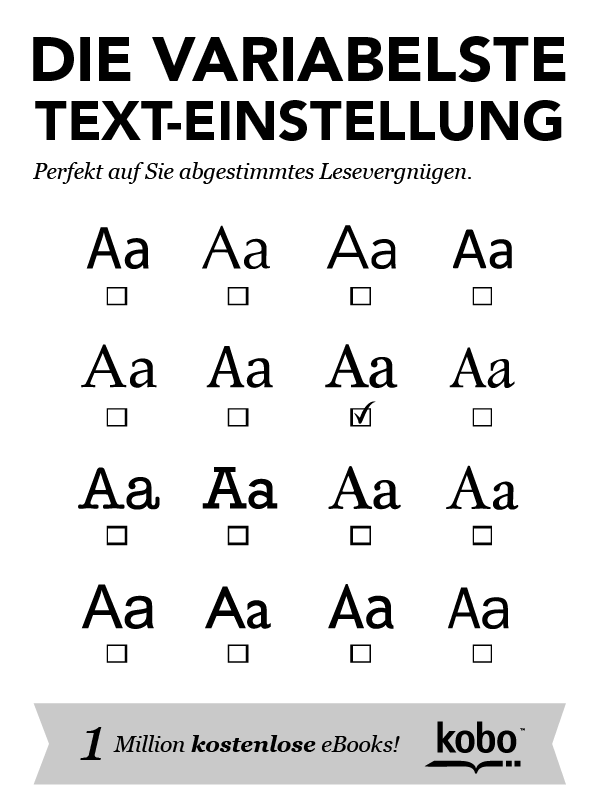 DIE VARIABELSTE
TEXT-EINSTELLUNG
Perfekt auf Sie abgestimmtes Lesevergnügen.
Aa Aa Aa Aa
Aa Aa Aa Aa
Aa Aa Aa Aa
Aa Aa Aa Aa
1 Million kostenlose eBooks! kobo™